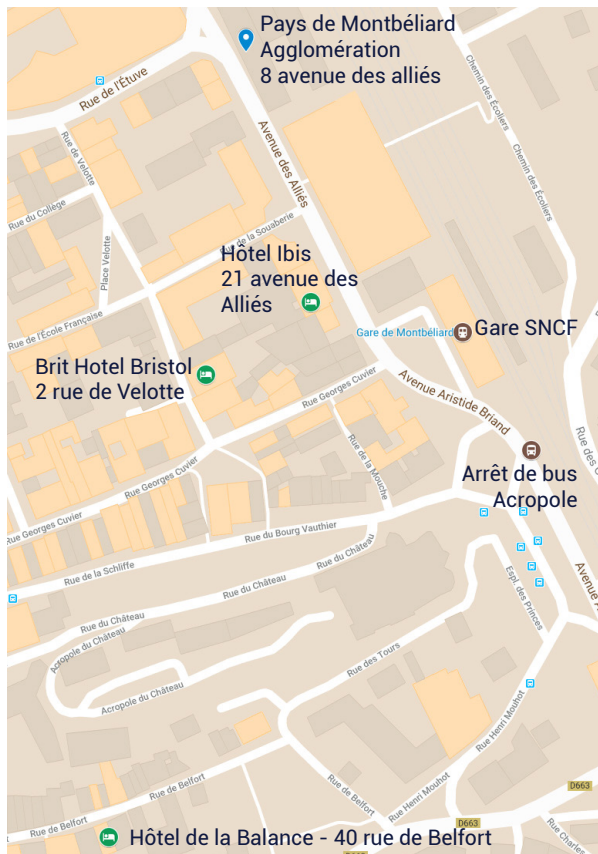 Pays de Montbéliard
Agglomération
8 avenue des alliés
Rue de l'Étuve
Chemin des Écoliers
Avenue des Alliés
Rue de Velotte
Chemin des Écoliers
Rue du Collège
Rue de la Souaberie
Place Velotte
Hôtel Ibis
21 avenue des
Alliés
Rue de l'École Française
Gare de Montbéliard
Gare SNCF
Brit Hotel Bristol
2 rue de Velotte
Avenue Aristide Briand
Rue Georges Cuvier
Rue des
Rue de la Mouche
Rue Georges Cuvier
Arrêt de bus
Acropole
Rue Georges Cuvier
Rue du Bourg Vauthier
Rue de la Schliffe
Rue du Château
Rue du Château
Espl. des Princes
Avenue
Rue du Château
Acropole du Château
Rue des Tours
Acropole du Château
Rue Henri Mouhot
Rue de Belfort
Rue de Belfort
Rue Henri Mouhot
D663
D663
Rue de Belfort
Rue Charles
Hôtel de la Balance - 40 rue de Belfort